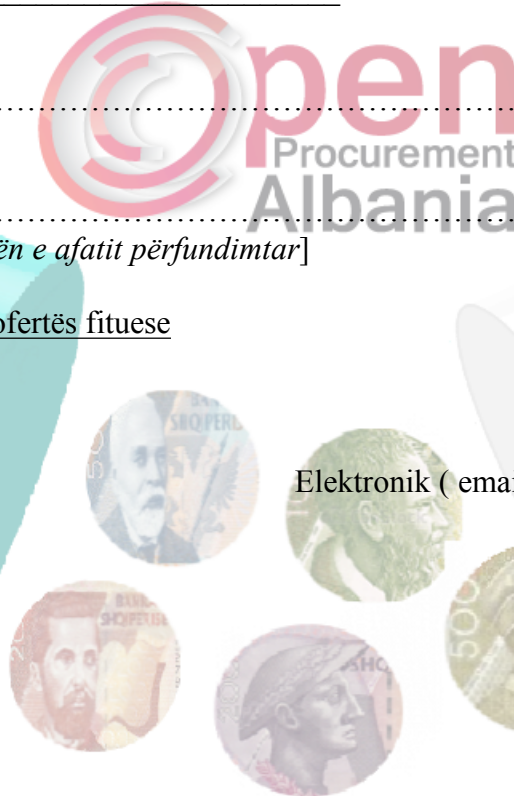 Open
Procurement
Albania
ën e afatit përfundimtar]
ofertës fituese
Elektronik ( emai